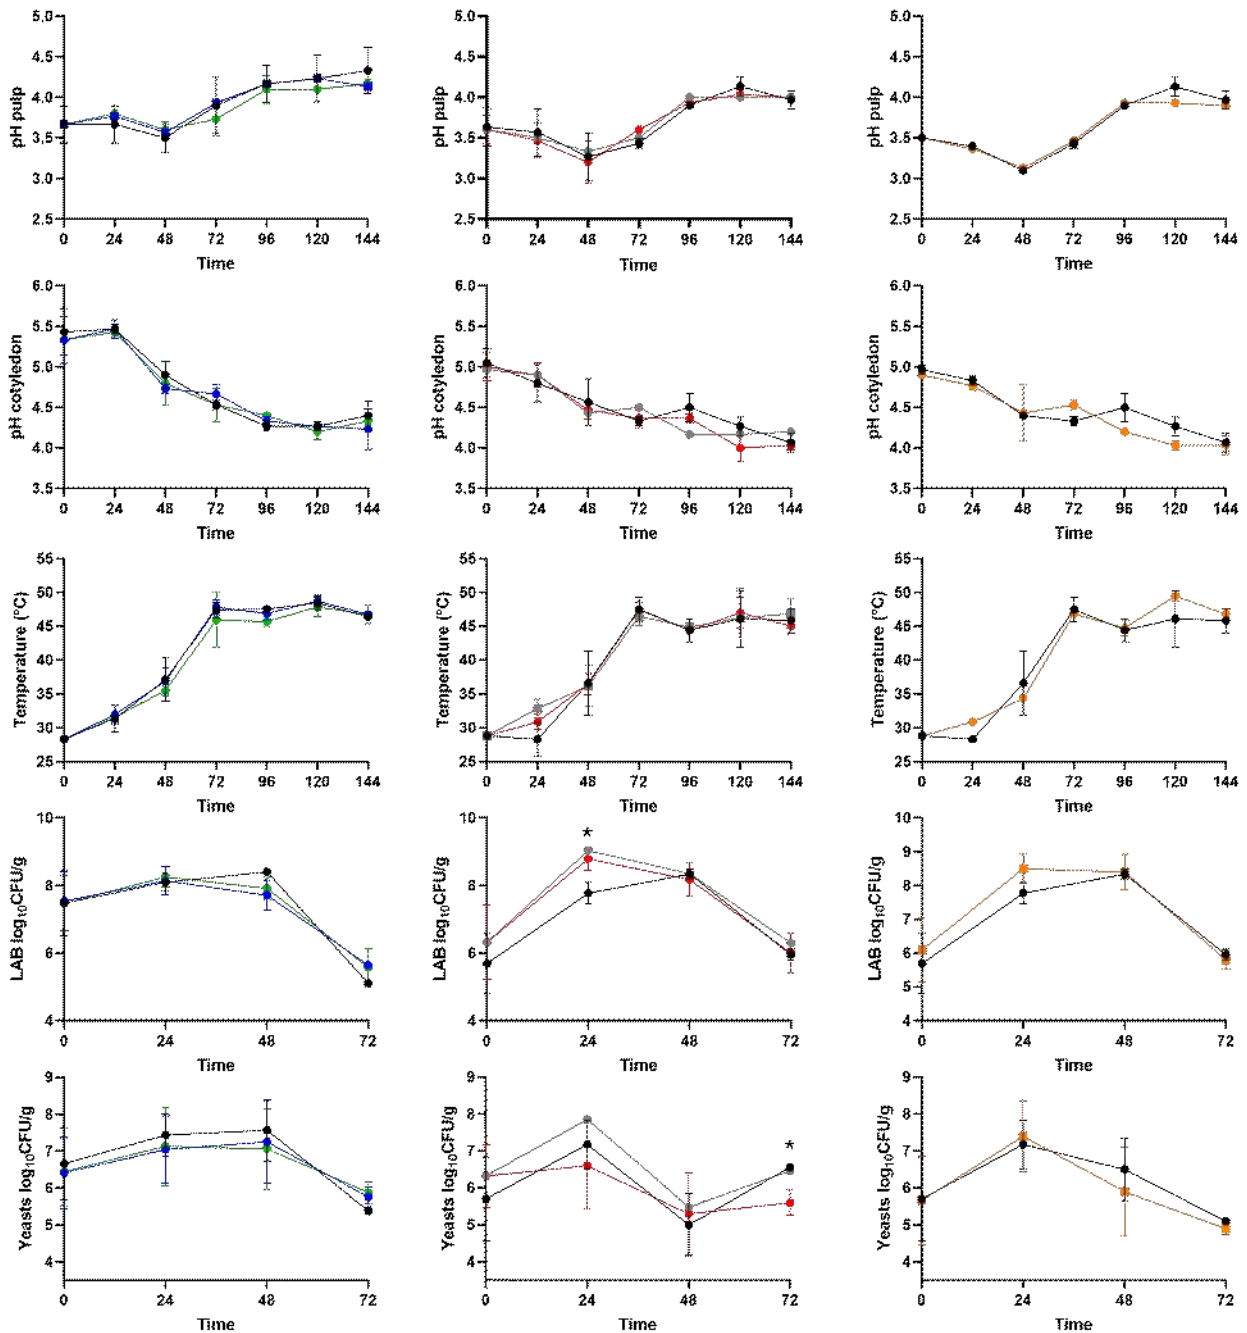 5.0 5.0 5.0
4.5 4.5 4.5
pH pulp 4.0 pH pulp 4.0 pH pulp 4.0
3.5 3.5 3.5
3.0 3.0 3.0
2.5 2.5 2.5
0 24 48 72 96 120 144 0 24 48 72 96 120 144 0 24 48 72 96 120 144
Time Time Time
6.0 6.0 6.0
5.5 5.5 5.5
5.0 5.0 5.0
pH cotyledon pH cotyledon pH cotyledon
4.5 4.5 4.5
4.0 4.0 4.0
3.5 3.5 3.5
0 24 48 72 96 120 144 0 24 48 72 96 120 144 0 24 48 72 96 120 144
Time Time Time
55 55 55
50 50 50
45 45 45
Temperature (°C) 40 Temperature (°C) 40 Temperature (°C) 40
35 35 35
30 30 30
25 25 25
0 24 48 72 96 120 144 0 24 48 72 96 120 144 0 24 48 72 96 120 144
Time Time Time
10 10 10
* 9
8 8 8
LAB log10CFU/g LAB log10CFU/g LAB log10CFU/g 7
6 6 6
5
4 4 4
0 24 48 72 0 24 48 72 0 24 48 72
Time Time Time
9 9 9
8 8 8
7 7 * 7
Yeasts log10CFU/g 6 Yeasts log10CFU/g 6 Yeasts log10CFU/g 6
5 5 5
4 4 4
0 24 48 72 0 24 48 72 0 24 48 72
Time Time Time